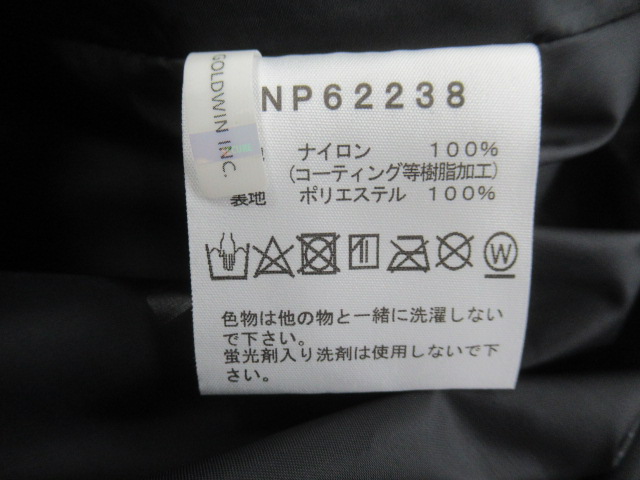 GOLDWIN INC.
NP62238
ナイロン 100%
(コーティング等樹脂加工)
裏地 ポリエステル 100%
W
色物は他の物と一緒に洗濯しない
で下さい。
蛍光剤入り洗剤は使用しないで下
さい。